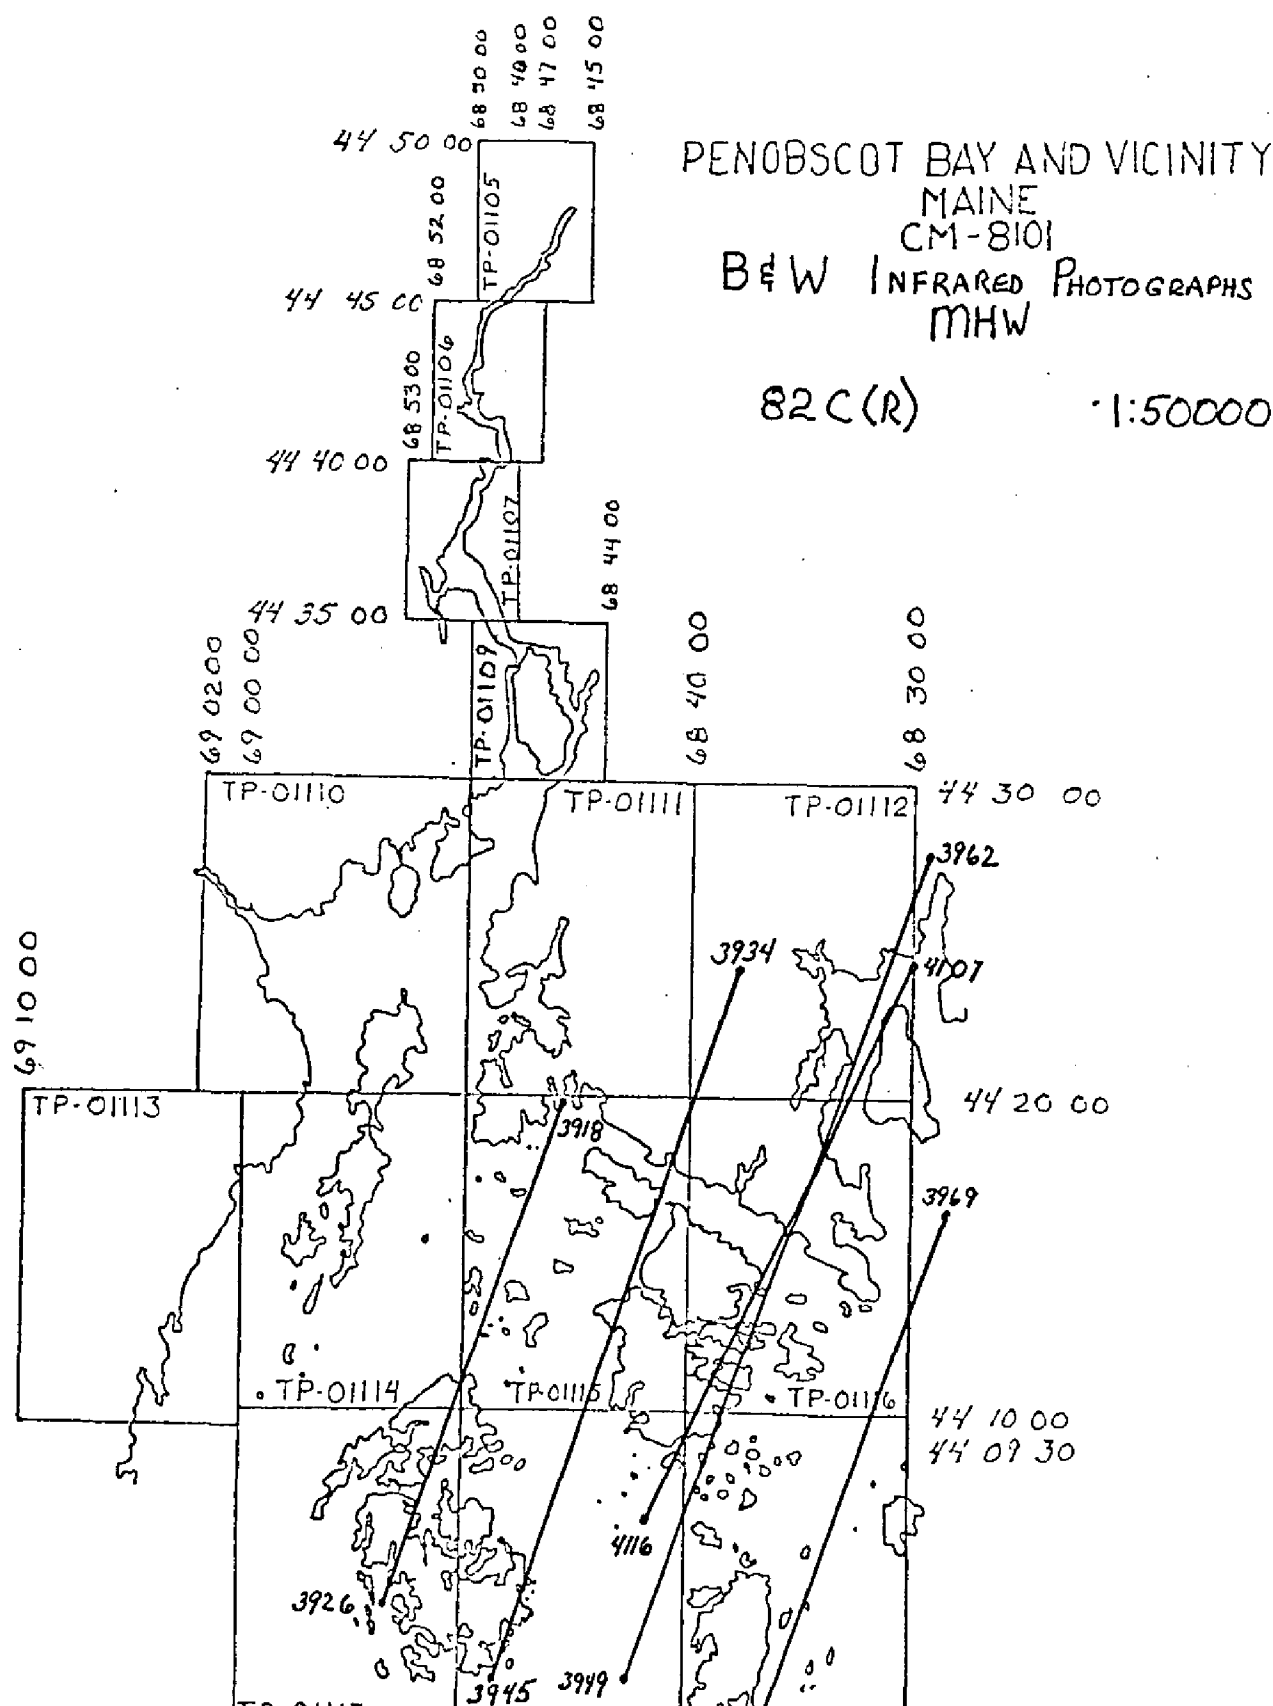 68 50 00
68 48 00
68 47 00
68 45 00
44 50 00
PENOBSCOT BAY AND VICINITY
MAINE
CM-8101
B & W INFRARED PHOTOGRAPHS
MHW
82C(R) 1:50000
TP-01105
68 52 00
44 45 00
TP-01106
68 53 00
44 40 00
TP-01107
68 44 00
44 35 00
TP-01109
69 02 00
69 00 00
68 40 00
68 30 00
TP-01110
TP-01111
TP-01112
44 30 00
3962
3934
4107
69 10 00
TP-01113
44 20 00
3918
3969
TP-01114
TP-01115
TP-01116
44 10 00
44 09 30
4116
3926
3945
3949